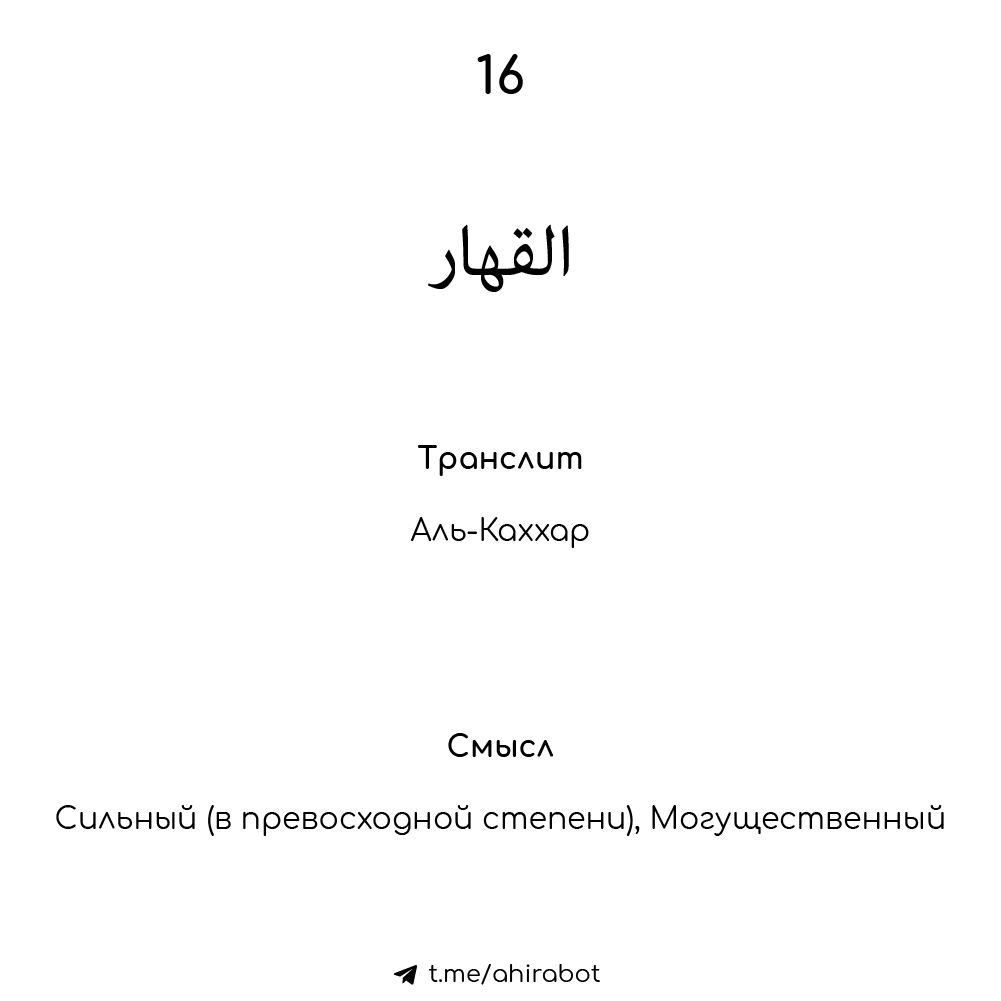 16
القهار
Транслит
Аль-Каххар
Смысл
Сильный (в превосходной степени), Могущественный
t.me/ahirabot